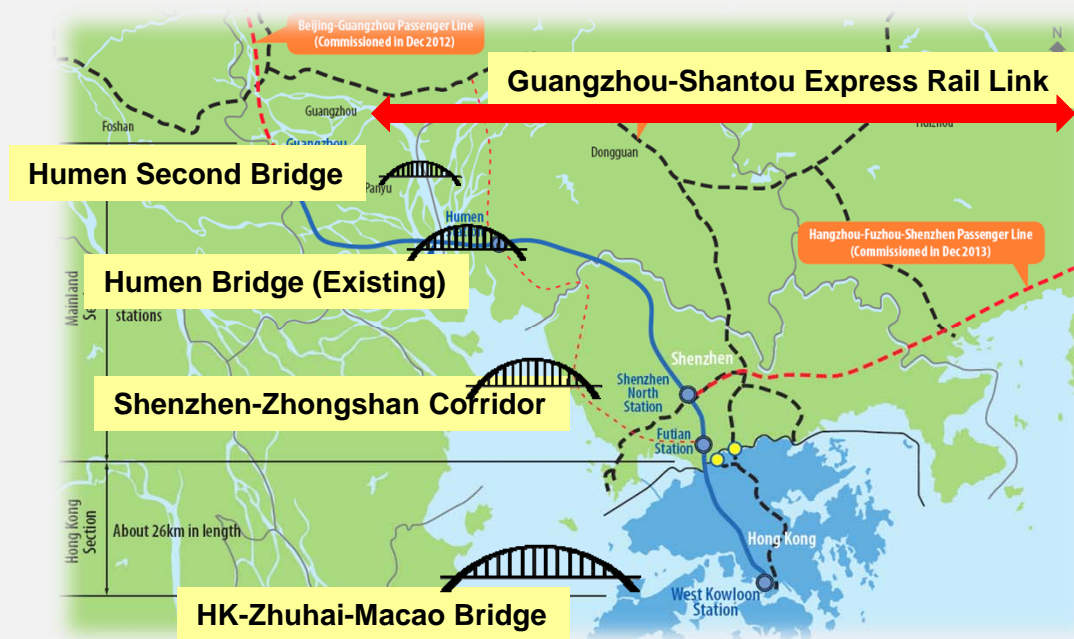 Beijing-Guangzhou Passenger Line
(Commissioned in Dec 2012)
N
Guangzhou-Shantou Express Rail Link
Guangzhou
Foshan
Dongguan
Humen Second Bridge
Panyu
Humen
Hangzhou-Fuzhou-Shenzhen Passenger Line
(Commissioned in Dec 2013)
Humen Bridge (Existing)
Mainland
stations
Shenzhen
Shenzhen
North
Station
Shenzhen-Zhongshan Corridor
Futian
Station
Hong Kong
Section
About 26km in length
Hong Kong
West Kowloon
Station
HK-Zhuhai-Macao Bridge